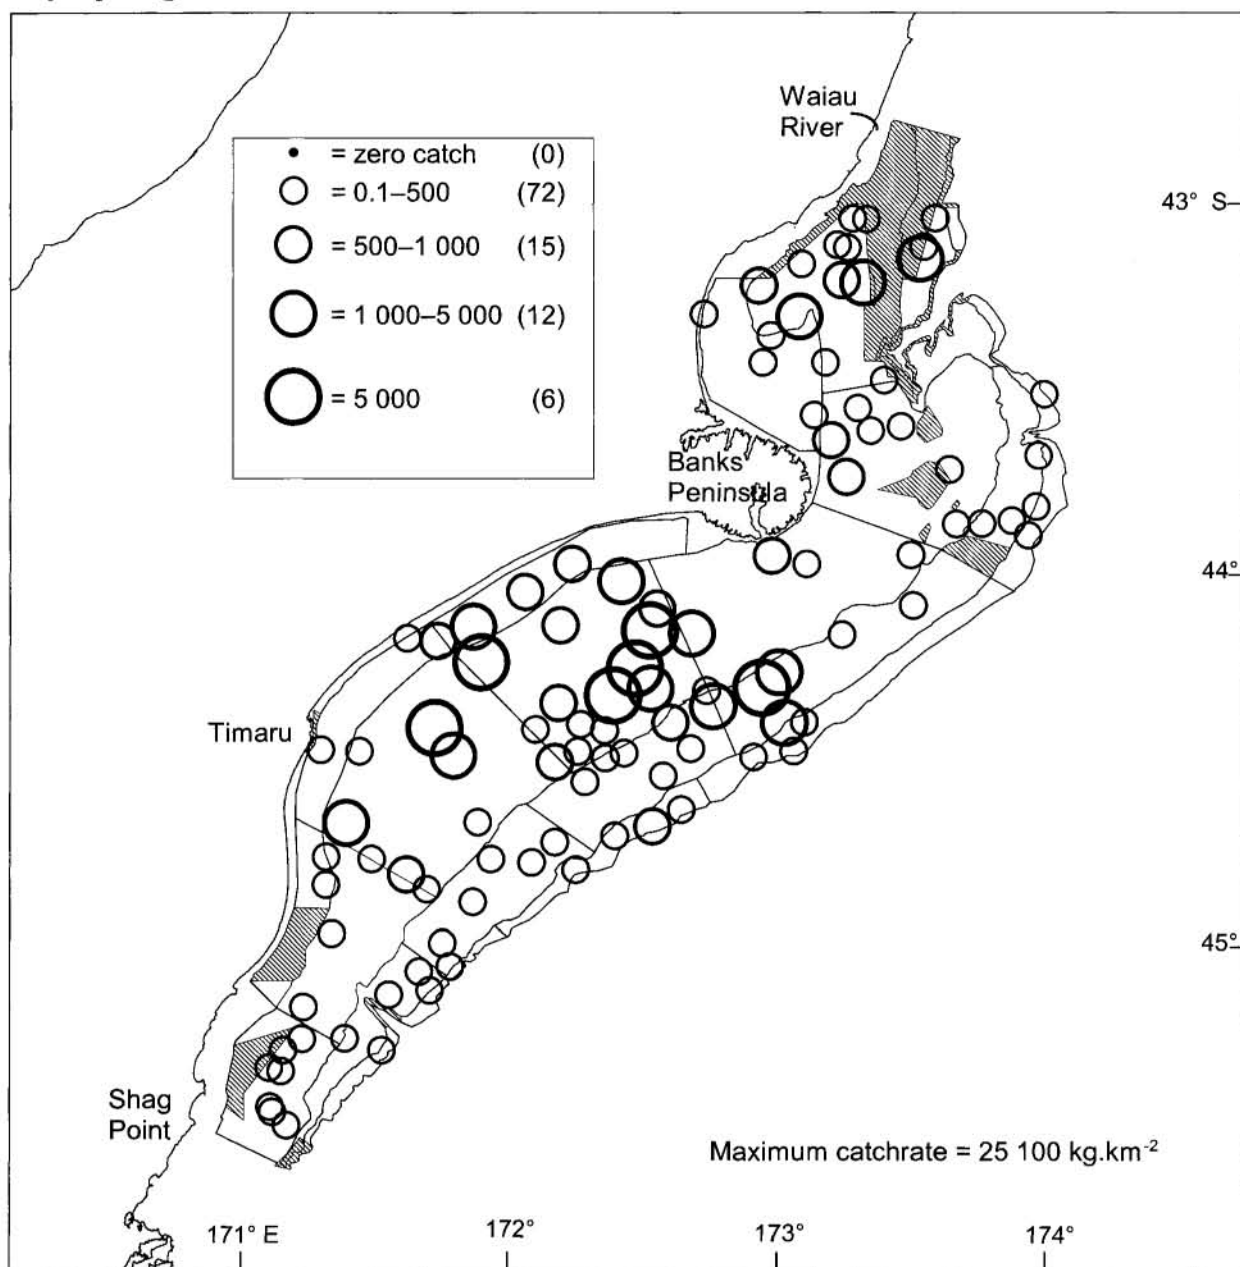 Waiau
River
• = zero catch (0)
= 0.1–500 (72)
= 500–1 000 (15)
= 1 000–5 000 (12)
= 5 000 (6)
43° S
Banks
Peninsula
44°
Timaru
45°
Shag
Point
Maximum catchrate = 25 100 kg.km⁻²
171° E 172° 173° 174°